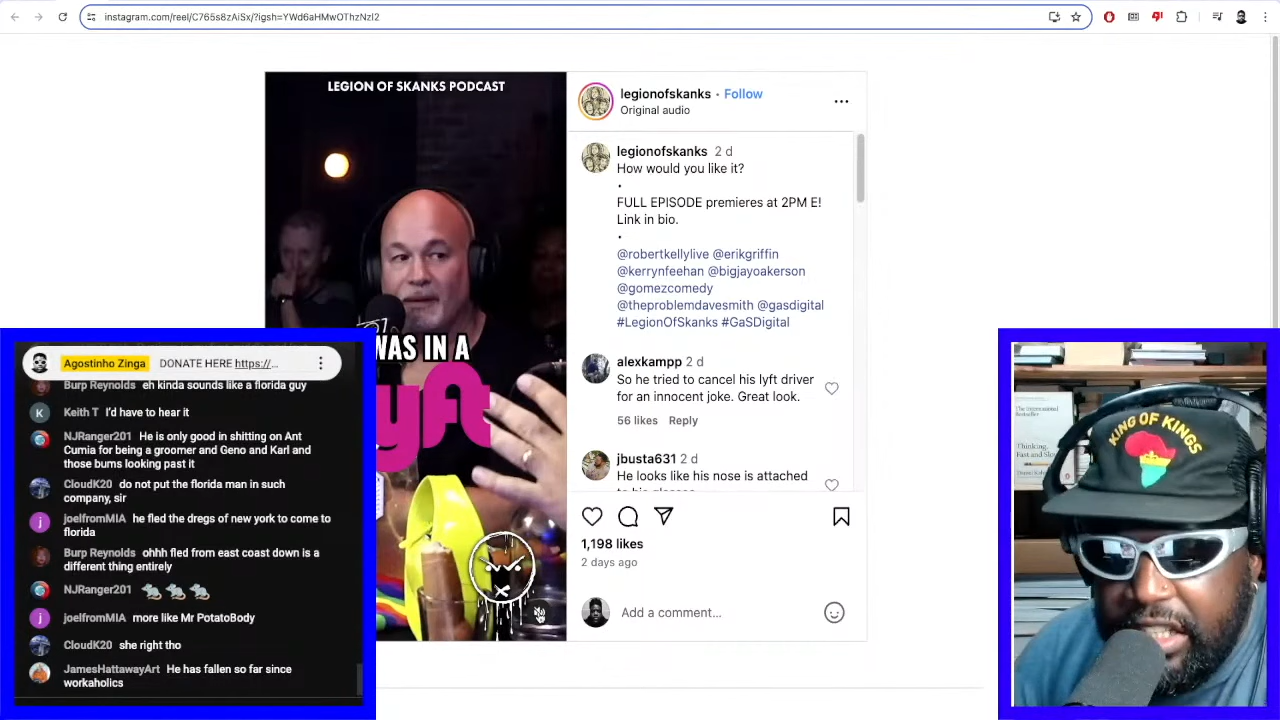 instagram.com/reel/C765s8zAiSx/?igsh=YWd6aHMwOThzNzI2
LEGION OF SKANKS PODCAST
WAS IN A
lyft
legionofskanks • Follow
Original audio
legionofskanks 2 d
How would you like it?
•
FULL EPISODE premieres at 2PM E!
Link in bio.
•
@robertkellylive @erikgriffin
@kerrynfeehan @bigjayoakerson
@gomezcomedy
@theproblemdavesmith @gasdigital
#LegionOfSkanks #GaSDigital
alexkampp 2 d
So he tried to cancel his lyft driver
for an innocent joke. Great look.
56 likes Reply
jbusta631 2 d
He looks like his nose is attached
to his glasses
1,198 likes
2 days ago
Add a comment...
Agostinho Zinga DONATE HERE https://...
Burp Reynolds eh kinda sounds like a florida guy
Keith T I'd have to hear it
NJRanger201 He is only good in shitting on Ant
Cumia for being a groomer and Geno and Karl and
those bums looking past it
CloudK20 do not put the florida man in such
company, sir
joelfromMIA he fled the dregs of new york to come to
florida
Burp Reynolds ohhh fled from east coast down is a
different thing entirely
NJRanger201
joelfromMIA more like Mr PotatoBody
CloudK20 she right tho
JamesHattawayArt He has fallen so far since
workaholics
KING OF KINGS
Thinking,
Fast and Slow